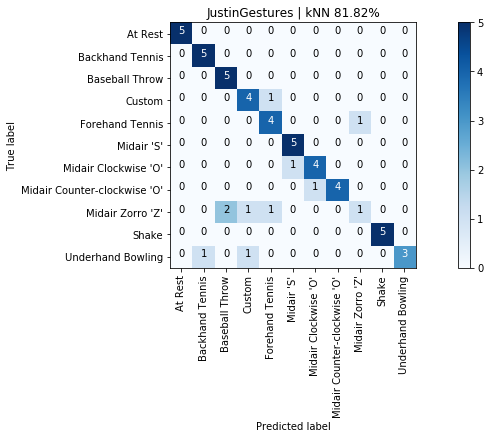 JustinGestures | kNN 81.82%
True label
At Rest 5 0 0 0 0 0 0 0 0 0 0
Backhand Tennis 0 5 0 0 0 0 0 0 0 0 0
Baseball Throw 0 0 5 0 0 0 0 0 0 0 0
Custom 0 0 0 4 1 0 0 0 0 0 0
Forehand Tennis 0 0 0 0 4 0 0 0 1 0 0
Midair 'S' 0 0 0 0 0 5 0 0 0 0 0
Midair Clockwise 'O' 0 0 0 0 0 1 4 0 0 0 0
Midair Counter-clockwise 'O' 0 0 0 0 0 0 1 4 0 0 0
Midair Zorro 'Z' 0 0 2 1 1 0 0 0 1 0 0
Shake 0 0 0 0 0 0 0 0 0 5 0
Underhand Bowling 0 1 0 1 0 0 0 0 0 0 3
At Rest
Backhand Tennis
Baseball Throw
Custom
Forehand Tennis
Midair 'S'
Midair Clockwise 'O'
Midair Counter-clockwise 'O'
Midair Zorro 'Z'
Shake
Underhand Bowling
Predicted label
5
4
3
2
1
0